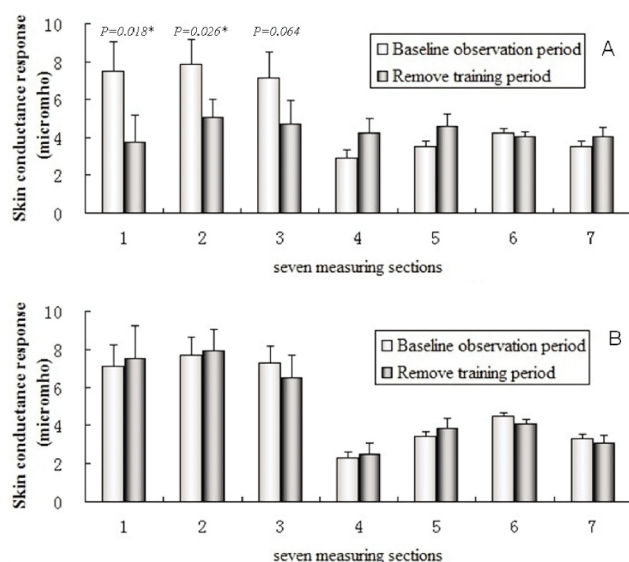 10
P=0.018*
P=0.026*
P=0.064
A
Baseline observation period
Remove training period
8
6
4
2
0
Skin conductance response
(micromho)
1 2 3 4 5 6 7
seven measuring sections
10
B
Baseline observation period
Remove training period
8
6
4
2
0
Skin conductance response
(micromho)
1 2 3 4 5 6 7
seven measuring sections